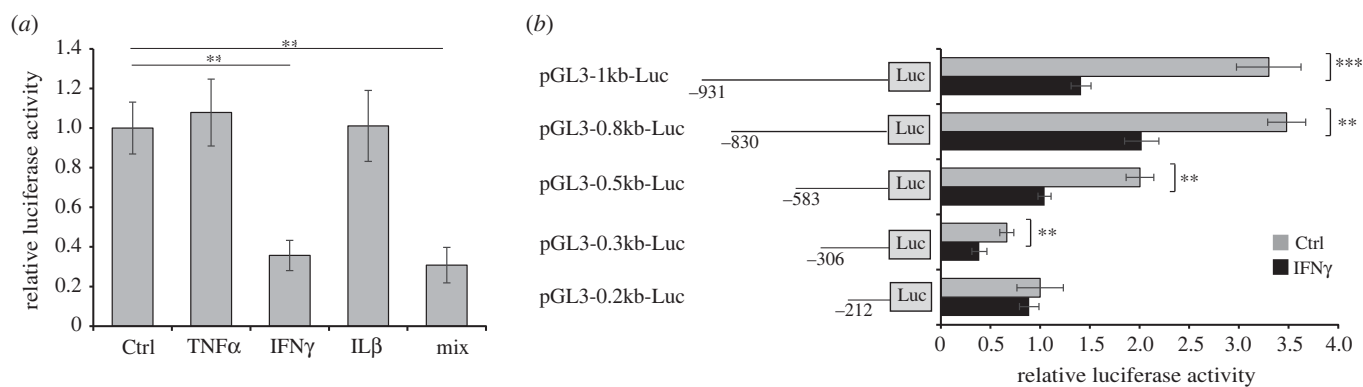 (a)
**
**
1.4
1.2
1.0
0.8
0.6
0.4
0.2
0
relative luciferase activity
Ctrl TNFα IFNγ ILβ mix
(b)
pGL3-1kb-Luc
–931
Luc
***
pGL3-0.8kb-Luc
–830
Luc
**
pGL3-0.5kb-Luc
–583
Luc
**
pGL3-0.3kb-Luc
–306
Luc
**
pGL3-0.2kb-Luc
–212
Luc
Ctrl
IFNγ
0 0.5 1.0 1.5 2.0 2.5 3.0 3.5 4.0
relative luciferase activity